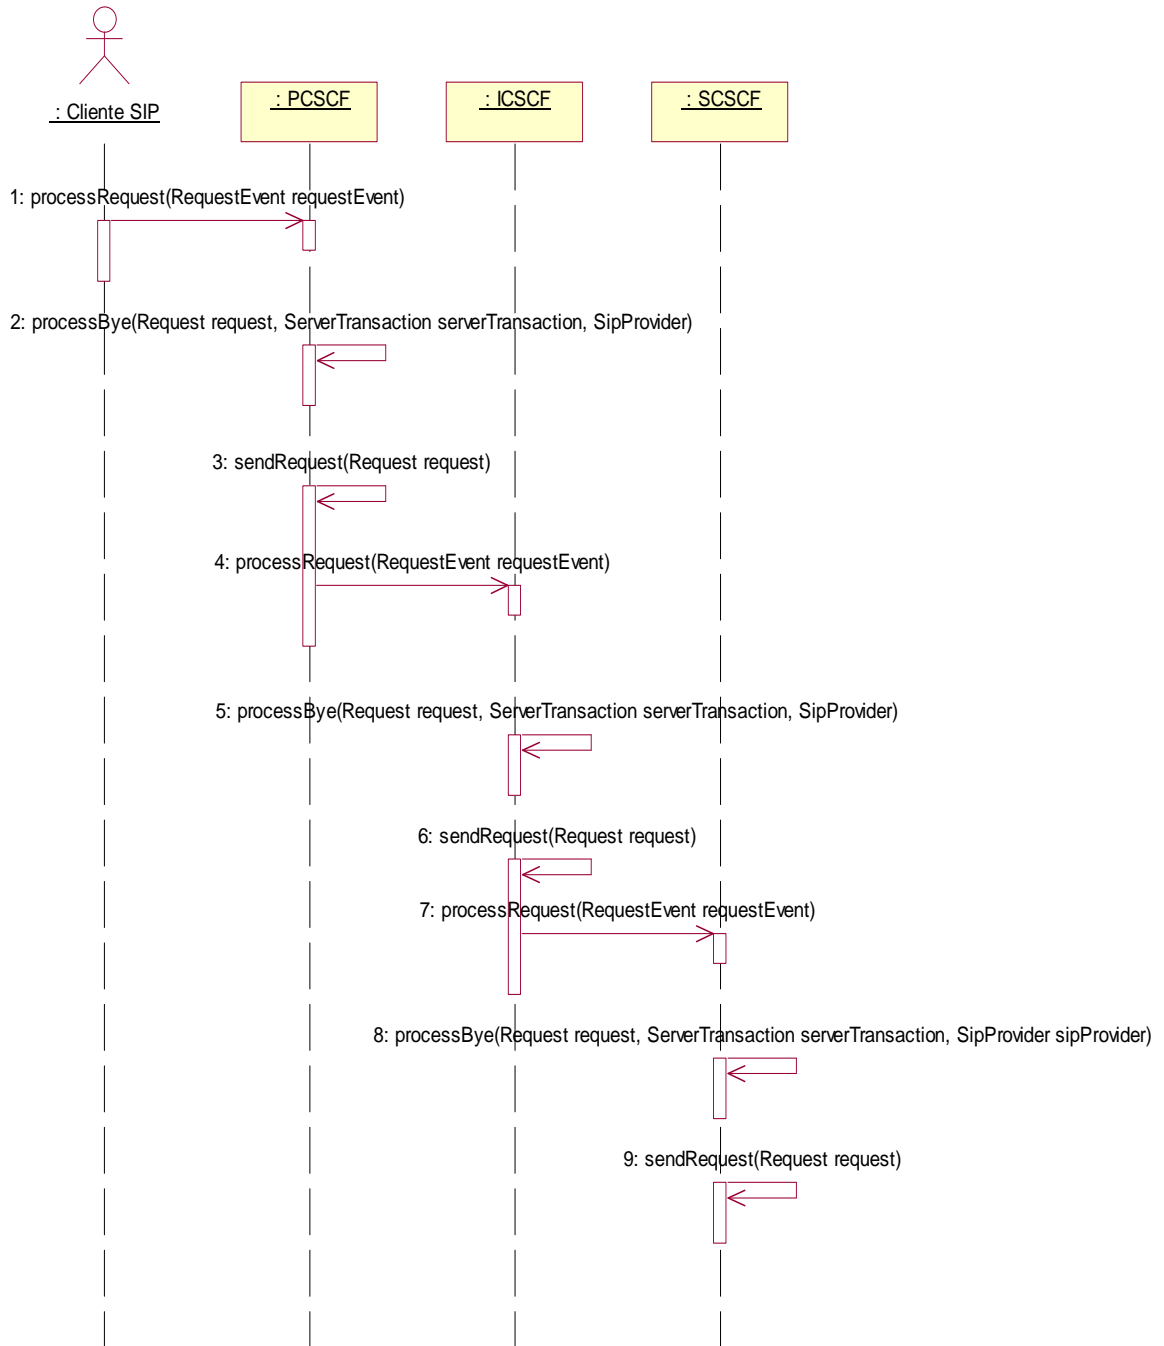 : Cliente SIP
: PCSCF
: ICSCF
: SCSCF
1: processRequest(RequestEvent requestEvent)
2: processBye(Request request, ServerTransaction serverTransaction, SipProvider)
3: sendRequest(Request request)
4: processRequest(RequestEvent requestEvent)
5: processBye(Request request, ServerTransaction serverTransaction, SipProvider)
6: sendRequest(Request request)
7: processRequest(RequestEvent requestEvent)
8: processBye(Request request, ServerTransaction serverTransaction, SipProvider sipProvider)
9: sendRequest(Request request)